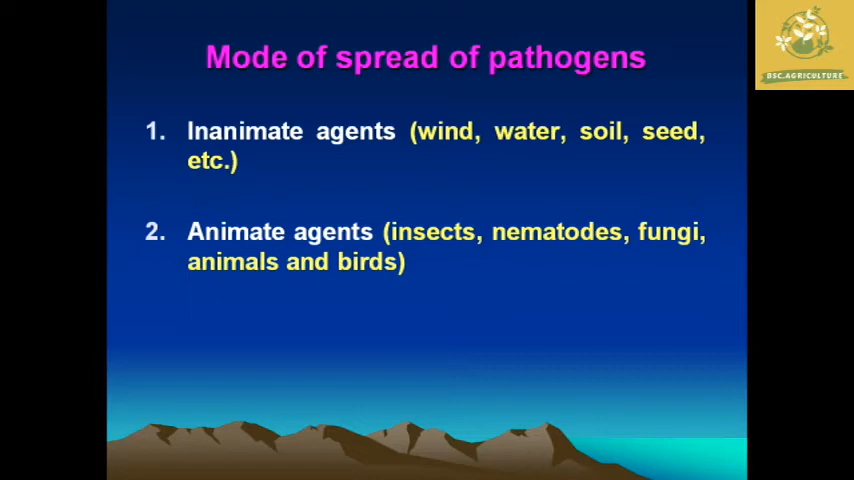 Mode of spread of pathogens
BSC.AGRICULTURE
1. Inanimate agents (wind, water, soil, seed,
etc.)
2. Animate agents (insects, nematodes, fungi,
animals and birds)